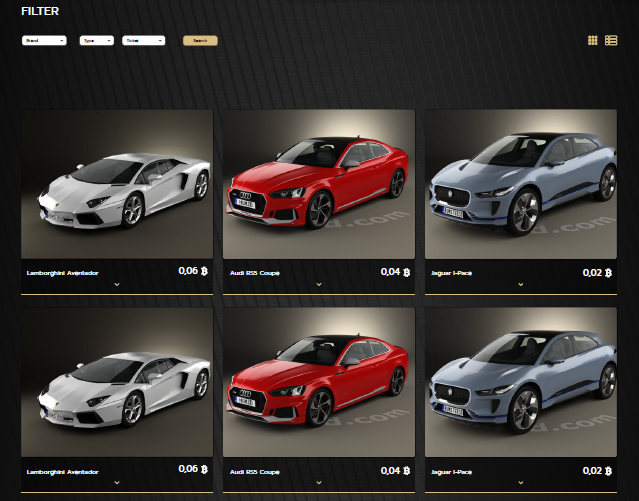 FILTER
Brand Type Ticket Search
Lamborghini Aventador 0,06 ₿
Audi RS5 Coupe 0,04 ₿
Jaguar I-Pace 0,02 ₿
Lamborghini Aventador 0,06 ₿
Audi RS5 Coupe 0,04 ₿
Jaguar I-Pace 0,02 ₿